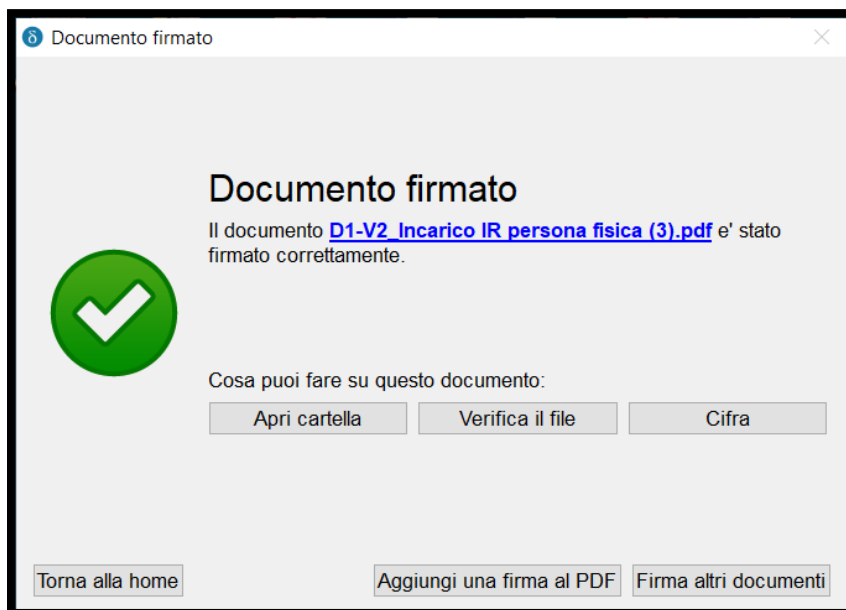 Documento firmato
Documento firmato
Il documento D1-V2_Incarico IR persona fisica (3).pdf e' stato
firmato correttamente.
Cosa puoi fare su questo documento:
Apri cartella Verifica il file Cifra
Torna alla home Aggiungi una firma al PDF Firma altri documenti